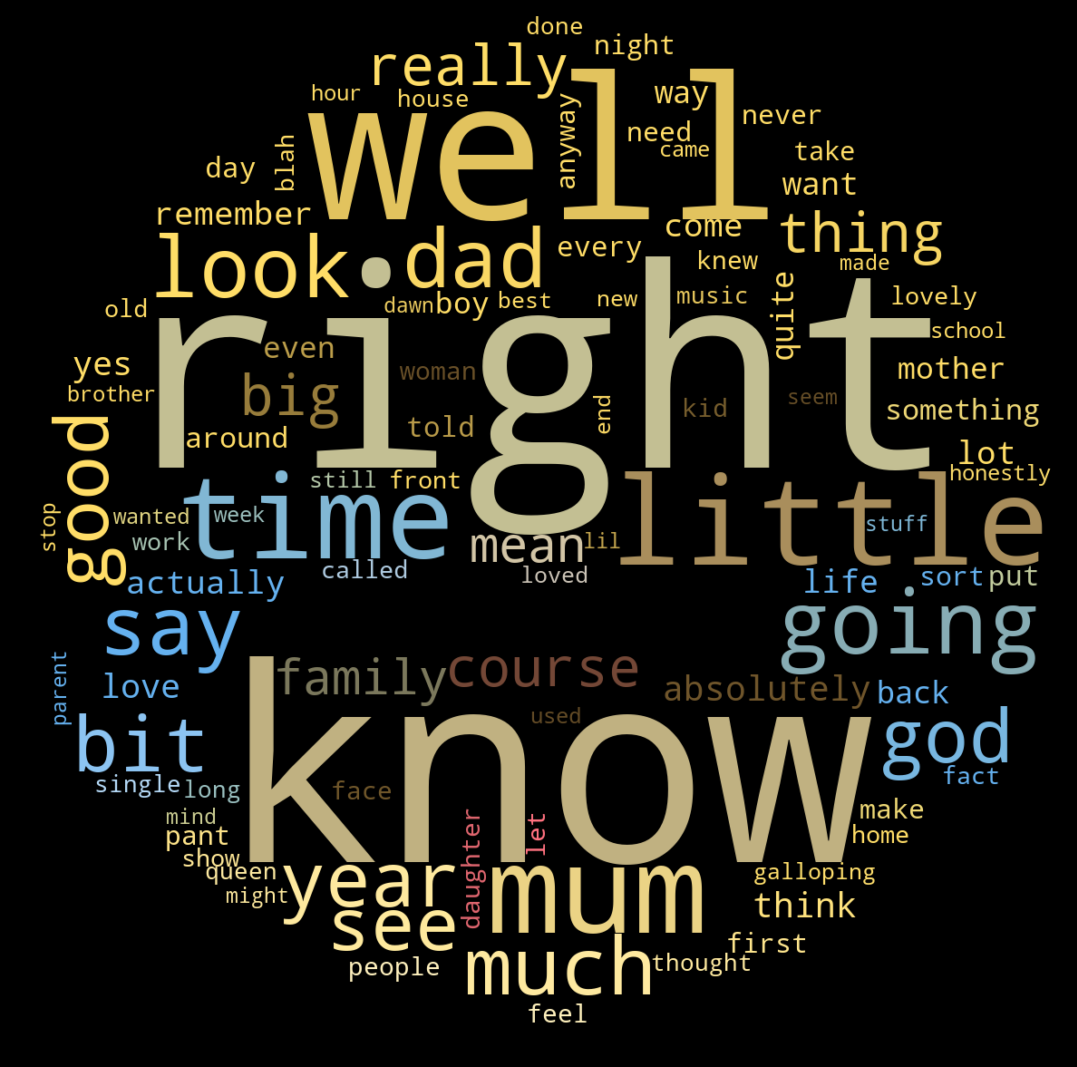 done
night
really
hour
house
way
well
never
need
anyway
came
take
blah
day
want
remember
come
thing
every
dad
look
knew
made
quite
music
lovely
old
dawn
boy
best
new
school
right
even
yes
woman
mother
brother
big
kid
seem
something
end
good
told
around
lot
honestly
still
front
time
little
stop
wanted
week
stuff
work
mean
lil
called
loved
actually
life
sort
put
say
going
family
course
parent
love
absolutely
back
used
know
bit
god
fact
single
long
face
mind
make
pant
let
home
daughter
show
queen
galloping
might
year
mum
think
see
first
people
much
thought
feel